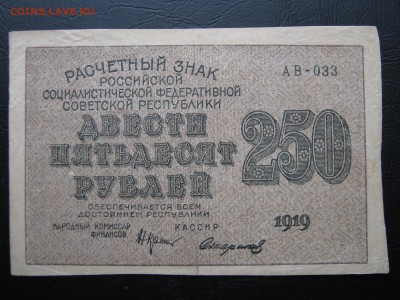 COINS.LAVE.RU
РАСЧЕТНЫЙ ЗНАК
РОССИЙСКОЙ
СОЦИАЛИСТИЧЕСКОЙ ФЕДЕРАТИВНОЙ
СОВЕТСКОЙ РЕСПУБЛИКИ
АВ-033
ДВЕСТИ
ПЯТЬДЕСЯТ
РУБЛЕЙ
250
ОБЕСПЕЧИВАЕТСЯ ВСЕМ
ДОСТОЯНИЕМ РЕСПУБЛИКИ
1919
НАРОДНЫЙ КОМИССАР
ФИНАНСОВ
КАССИР